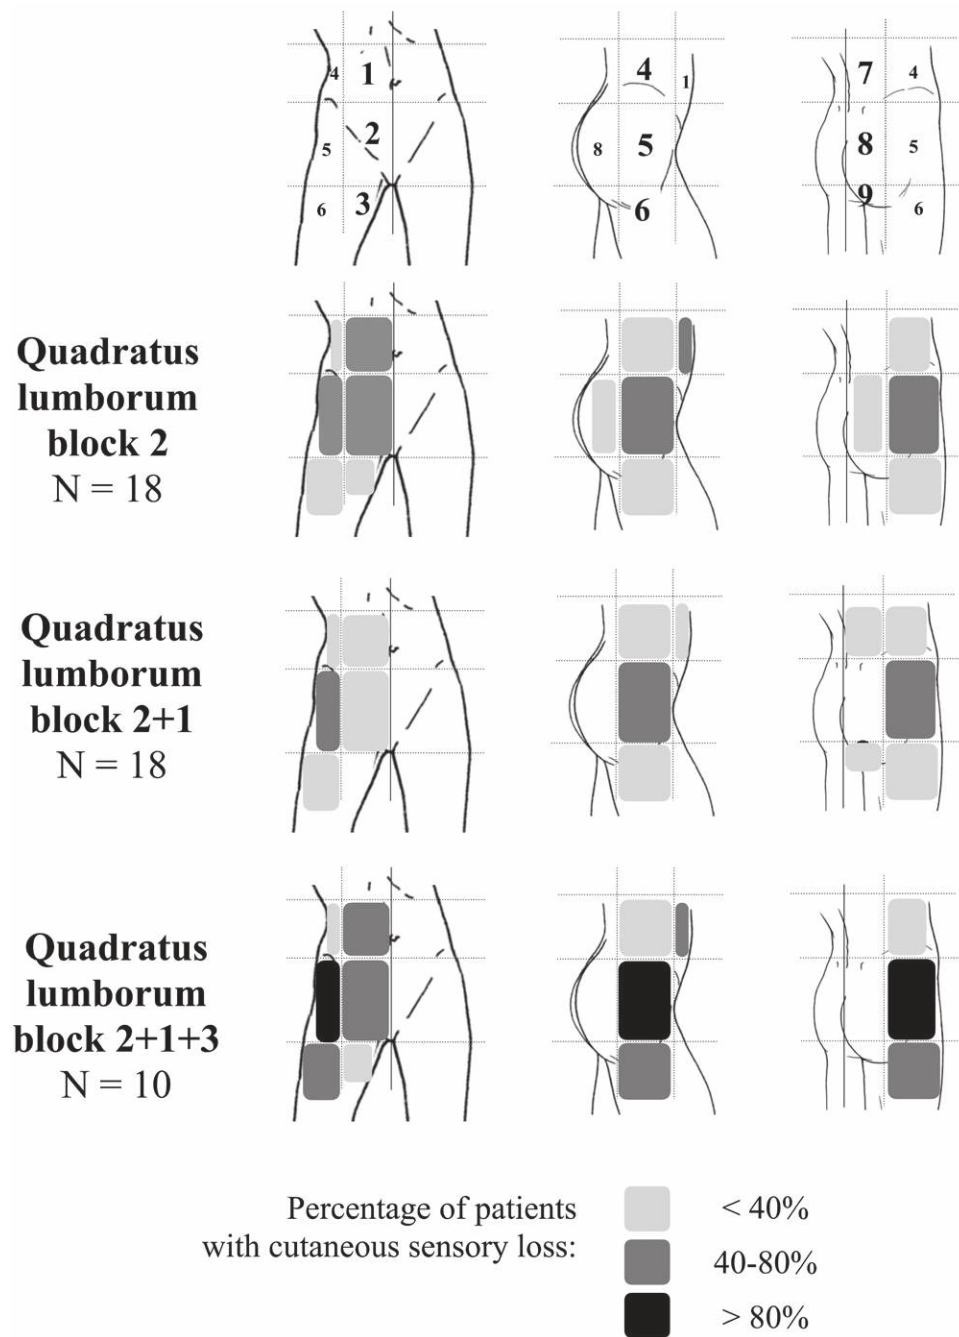 4 1 4 1 7 4
2
5 8 5 8 5
6 3 6 9 6
Quadratus
lumborum
block 2
N = 18
Quadratus
lumborum
block 2+1
N = 18
Quadratus
lumborum
block 2+1+3
N = 10
Percentage of patients
with cutaneous sensory loss:
< 40%
40-80%
> 80%